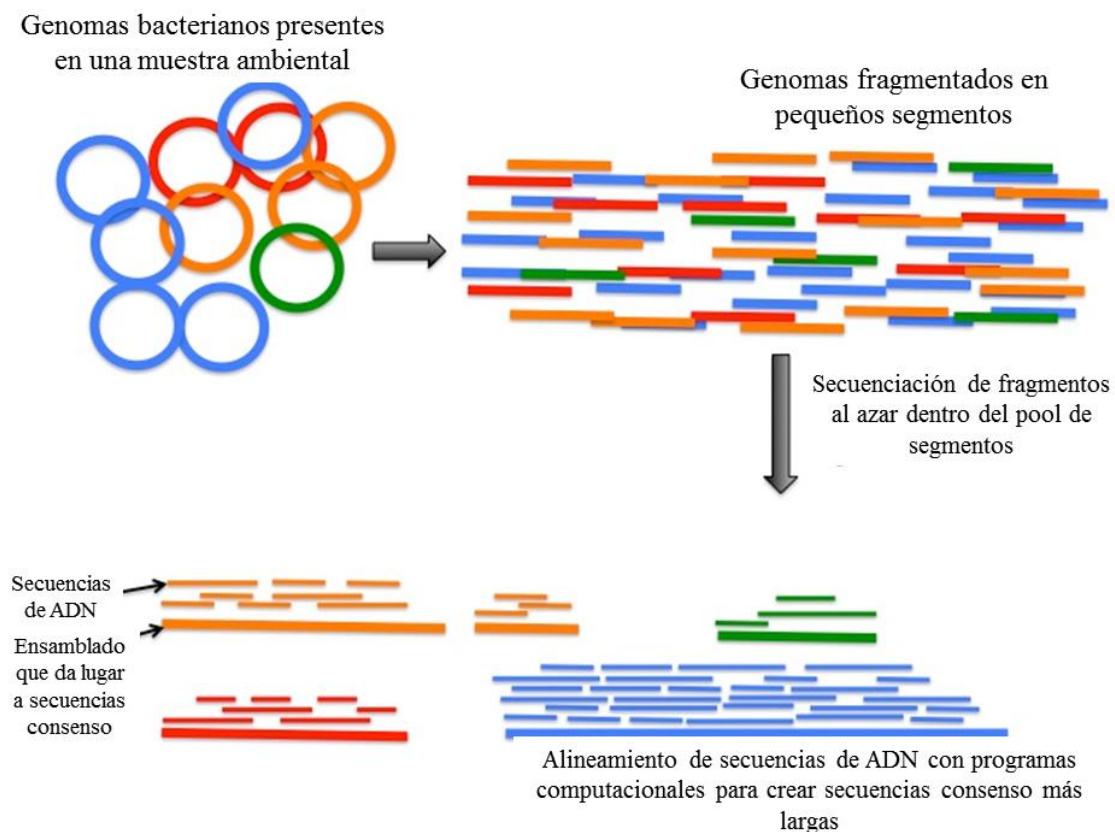 Genomas bacterianos presentes
en una muestra ambiental
Genomas fragmentados en
pequeños segmentos
Secuenciación de fragmentos
al azar dentro del pool de
segmentos
Secuencias
de ADN
Ensamblado
que da lugar
a secuencias
consenso
Alineamiento de secuencias de ADN con programas
computacionales para crear secuencias consenso más
largas